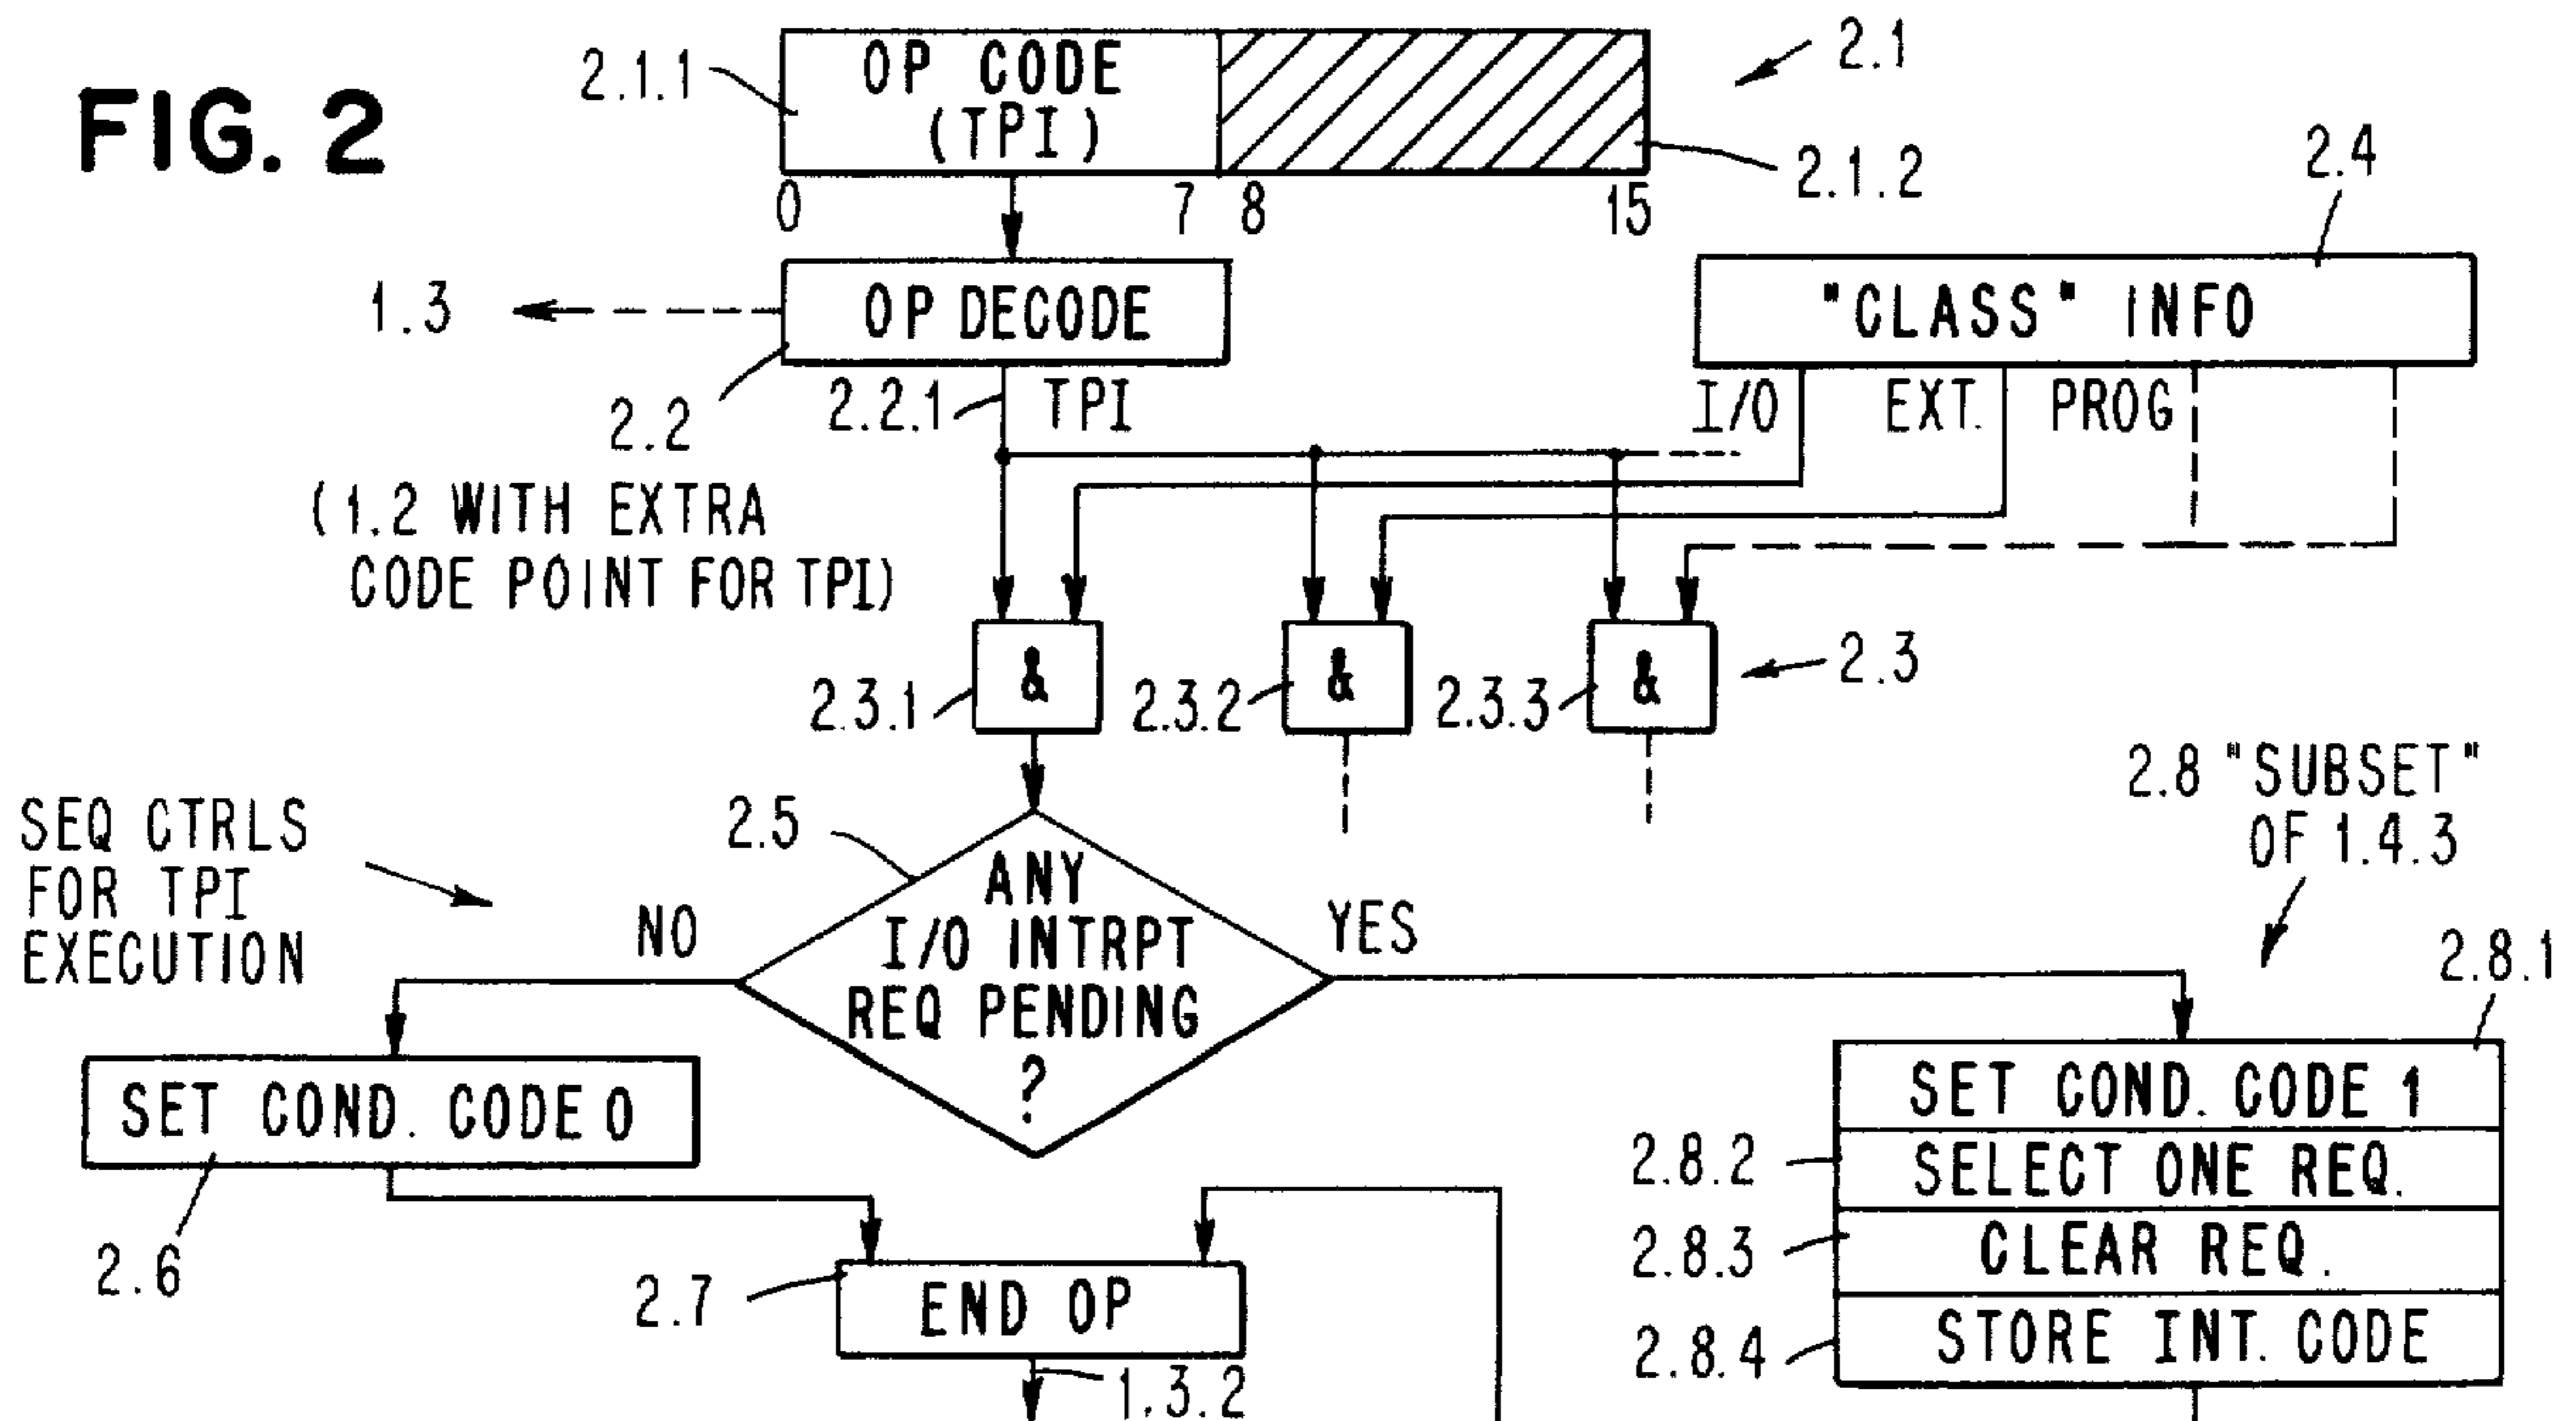 FIG. 2
2.1.1
OP CODE
(TPI)
2.1
2.1.2
0
7
8
15
2.4
1.3
OP DECODE
"CLASS" INFO
2.2
2.2.1
TPI
I/O
EXT.
PROG
(1.2 WITH EXTRA
CODE POINT FOR TPI)
&
&
&
2.3.1
2.3.2
2.3.3
2.3
SEQ CTRLS
FOR TPI
EXECUTION
2.5
2.8 "SUBSET"
OF 1.4.3
NO
ANY
I/O INTRPT
REQ PENDING
?
YES
2.8.1
SET COND. CODE 0
SET COND. CODE 1
2.8.2
SELECT ONE REQ.
2.6
2.8.3
CLEAR REQ.
2.7
END OP
2.8.4
STORE INT. CODE
1.3.2